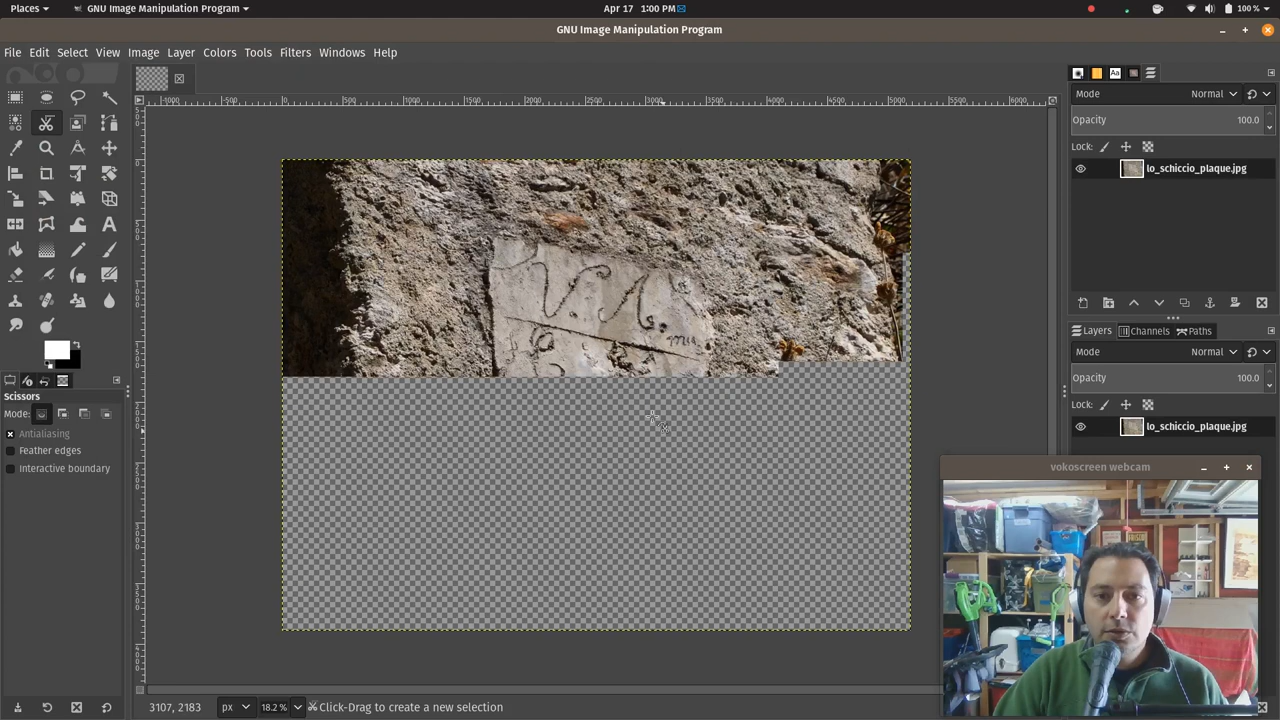 Places
Apr 17 1:00 PM
100 %
GNU Image Manipulation Program
GNU Image Manipulation Program
File Edit Select View Image Layer Colors Tools Filters Windows Help
Mode Normal
Opacity 100.0
Lock:
lo_schiccio_plaque.jpg
Layers Channels Paths
Mode Normal
Opacity 100.0
Lock:
lo_schiccio_plaque.jpg
Scissors
Mode:
Antialiasing
Feather edges
Interactive boundary
vokoscreen webcam
3107, 2183 px 18.2 % Click-Drag to create a new selection